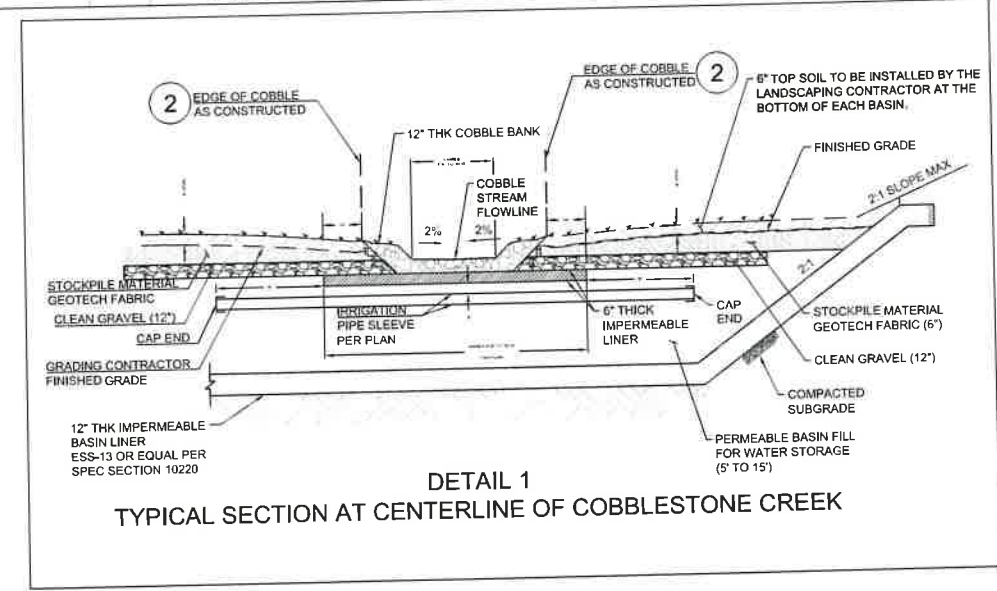 2
EDGE OF COBBLE
AS CONSTRUCTED
EDGE OF COBBLE
AS CONSTRUCTED
2
6" TOP SOIL TO BE INSTALLED BY THE
LANDSCAPING CONTRACTOR AT THE
BOTTOM OF EACH BASIN.
12" THK COBBLE BANK
FINISHED GRADE
COBBLE
STREAM
FLOWLINE
2:1 SLOPE MAX
2%
2%
2:1
STOCKPILE MATERIAL
GEOTECH FABRIC
CLEAN GRAVEL (12")
CAP END
GRADING CONTRACTOR
FINISHED GRADE
IRRIGATION
PIPE SLEEVE
PER PLAN
6" THICK
IMPERMEABLE
LINER
CAP
END
STOCKPILE MATERIAL
GEOTECH FABRIC (6")
CLEAN GRAVEL (12")
COMPACTED
SUBGRADE
12" THK IMPERMEABLE
BASIN LINER
ESS-13 OR EQUAL PER
SPEC SECTION 10220
PERMEABLE BASIN FILL
FOR WATER STORAGE
(5' TO 15')
DETAIL 1
TYPICAL SECTION AT CENTERLINE OF COBBLESTONE CREEK